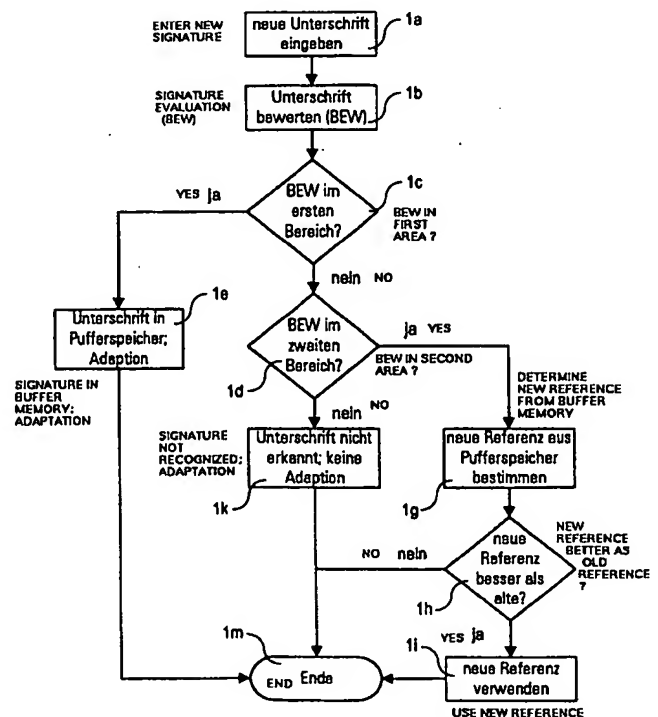 ENTER NEW
SIGNATURE
neue Unterschrift
eingeben
1a
SIGNATURE
EVALUATION
(BEW)
Unterschrift
bewerten (BEW)
1b
YES ja
BEW im
ersten
Bereich?
1c
BEW IN
FIRST
AREA ?
nein NO
1e
Unterschrift in
Pufferspeicher;
Adaption
SIGNATURE IN
BUFFER
MEMORY;
ADAPTATION
BEW im
zweiten
Bereich?
1d
ja YES
BEW IN SECOND
AREA ?
nein NO
DETERMINE
NEW REFERENCE
FROM BUFFER
MEMORY
SIGNATURE
NOT
RECOGNIZED;
ADAPTATION
Unterschrift nicht
erkannt; keine
Adaption
1k
neue Referenz aus
Pufferspeicher
bestimmen
1g
NO nein
neue
Referenz
besser als
alte?
1h
NEW
REFERENCE
BETTER AS
OLD
REFERENCE
?
YES ja
1m
END Ende
1i
neue Referenz
verwenden
USE NEW REFERENCE